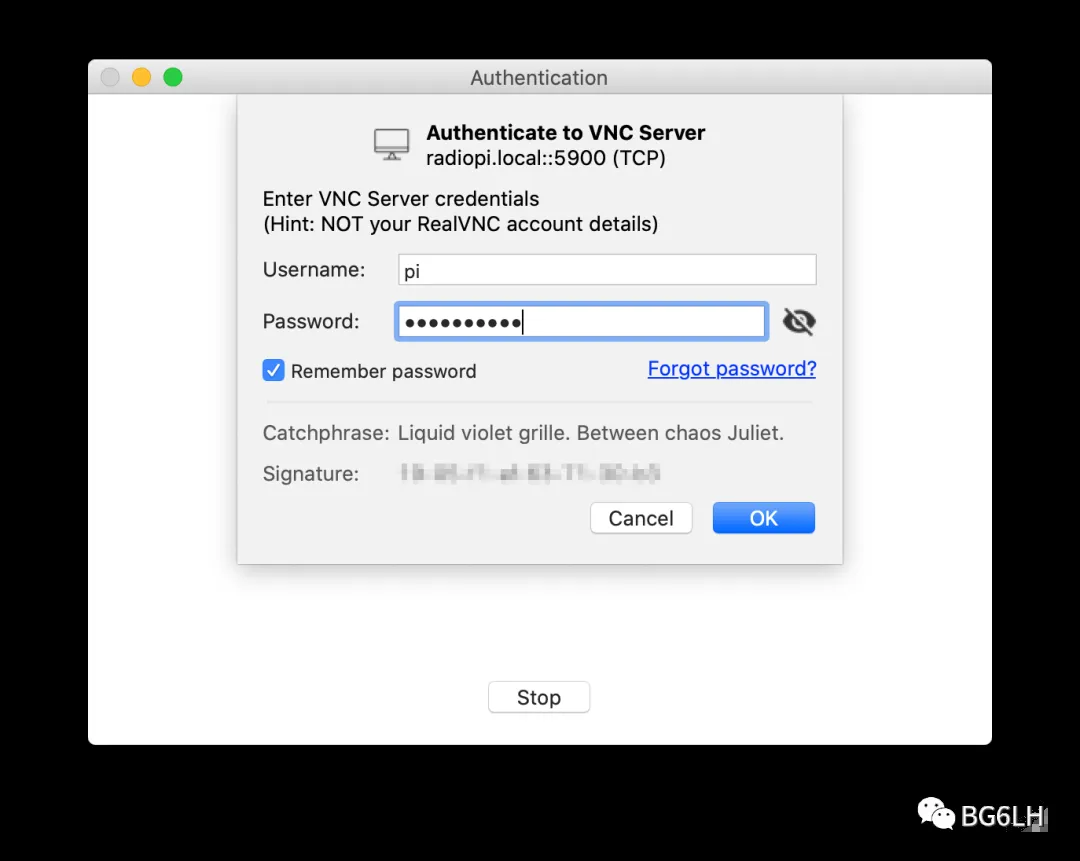 Authentication
Authenticate to VNC Server
radiopi.local::5900 (TCP)
Enter VNC Server credentials
(Hint: NOT your RealVNC account details)
Username: pi
Password: ●●●●●●●●●●
Remember password Forgot password?
Catchphrase: Liquid violet grille. Between chaos Juliet.
Signature:
Cancel OK
Stop
BG6LH